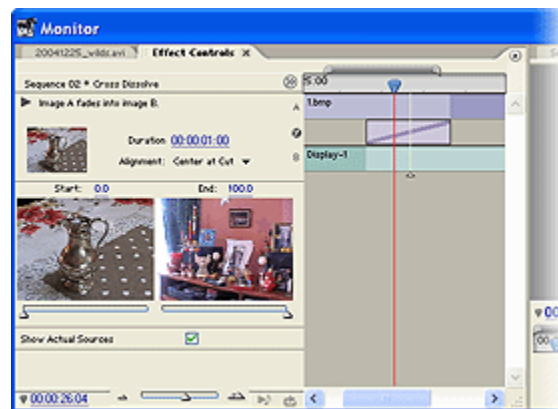 Monitor
20041225_wilds.avi Effect Controls x
Sequence 02 * Cross Dissolve
5:00
Image A fades into image B.
A
1.bmp
Duration 00:00:01:00
Alignment: Center at Cut
B
Display-1
Start: 0.0 End: 100.0
Show Actual Sources
00:00:26:04
00
00